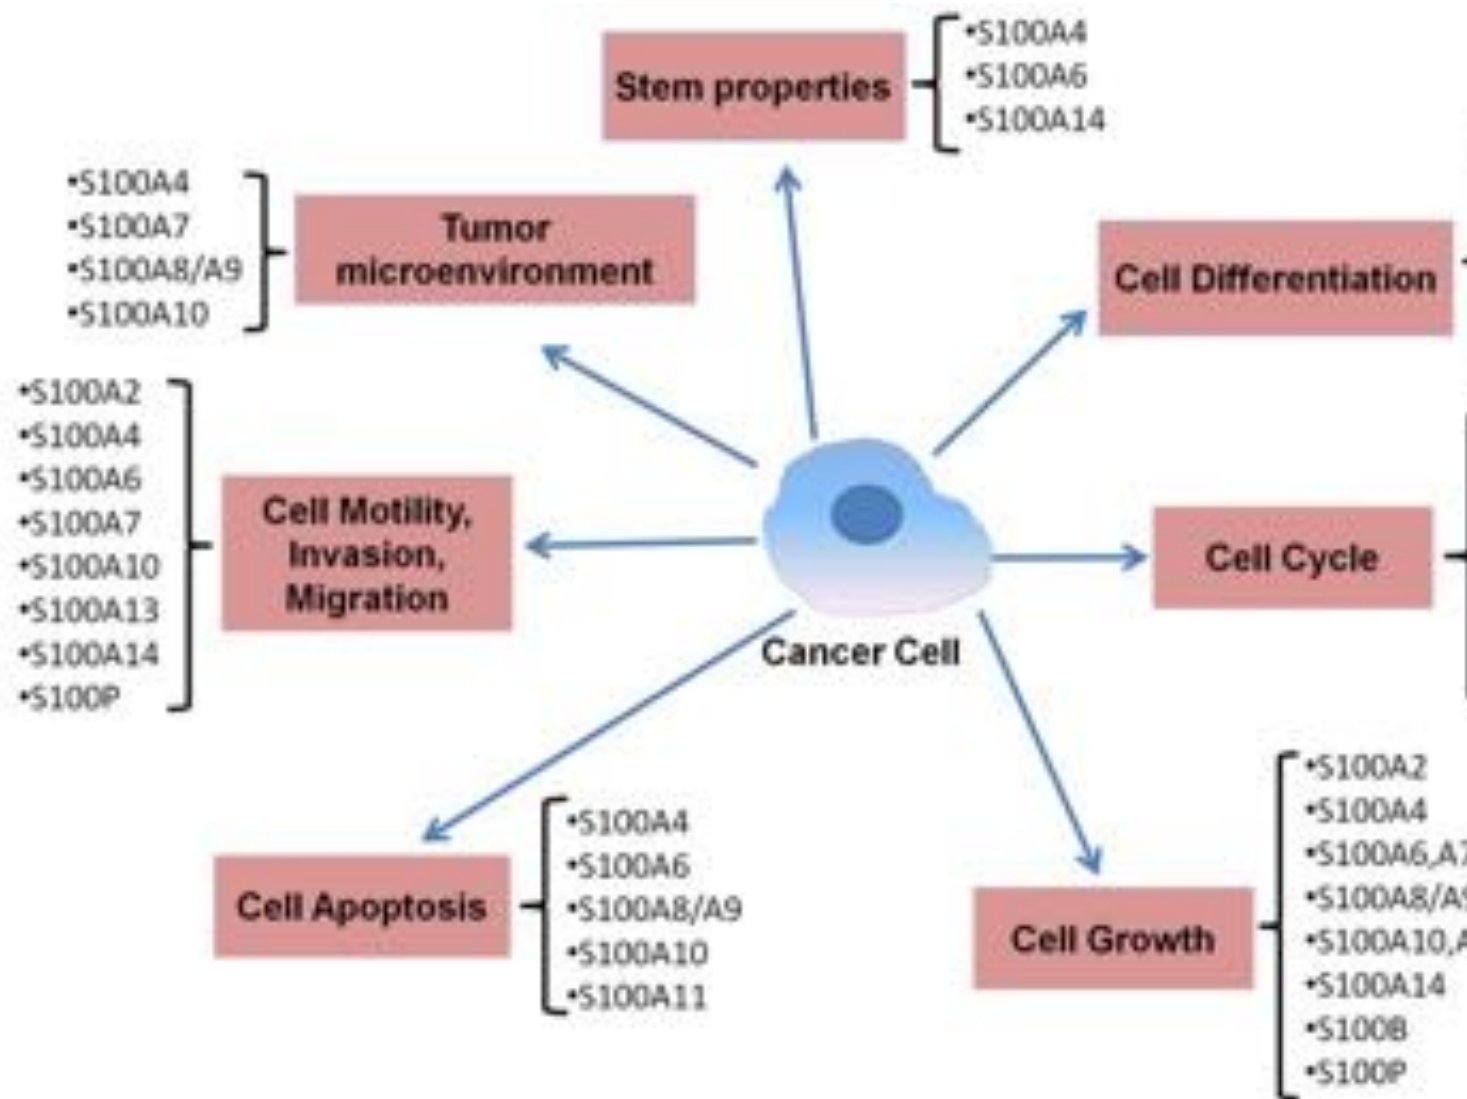 Stem properties
•S100A4
•S100A6
•S100A14
•S100A4
•S100A7
•S100A8/A9
•S100A10
Tumor
microenvironment
Cell Differentiation
•S100A2
•S100A4
•S100A6
•S100A7
•S100A10
•S100A13
•S100A14
•S100P
Cell Motility,
Invasion,
Migration
Cell Cycle
Cancer Cell
Cell Apoptosis
•S100A4
•S100A6
•S100A8/A9
•S100A10
•S100A11
Cell Growth
•S100A2
•S100A4
•S100A6,A7
•S100A8/A9
•S100A10,A
•S100A14
•S100B
•S100P